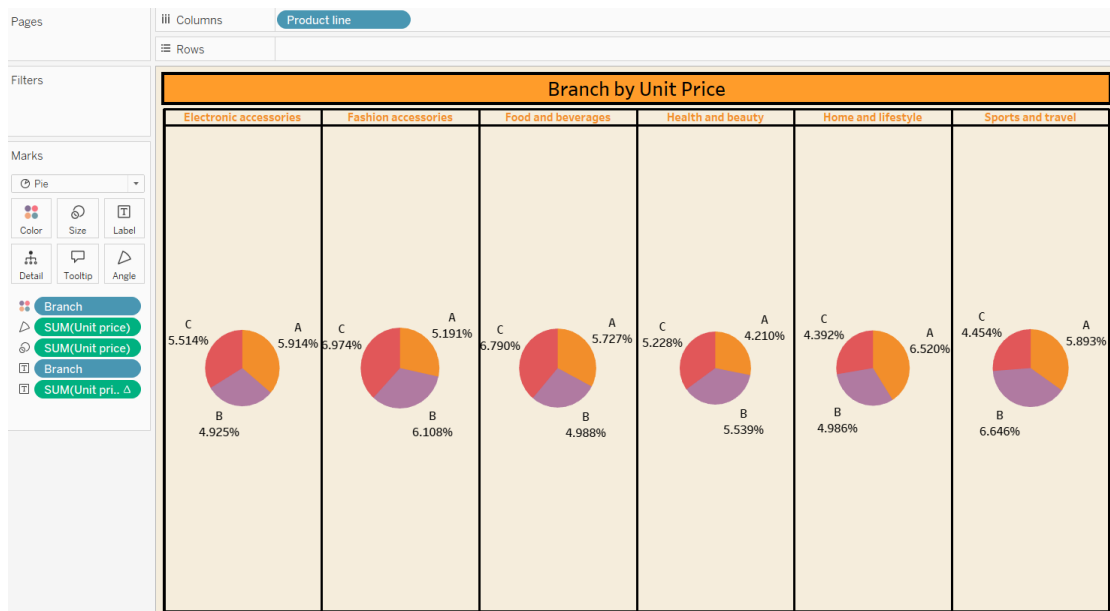 Pages
Columns
Product line
Rows
Filters
Branch by Unit Price
Electronic accessories
Fashion accessories
Food and beverages
Health and beauty
Home and lifestyle
Sports and travel
Marks
Pie
Color
Size
Label
Detail
Tooltip
Angle
Branch
SUM(Unit price)
SUM(Unit price)
Branch
SUM(Unit pri..
C
5.514%
A
5.914%
B
4.925%
C
6.974%
A
5.191%
B
6.108%
C
6.790%
A
5.727%
B
4.988%
C
5.228%
A
4.210%
B
5.539%
C
4.392%
A
6.520%
B
4.986%
C
4.454%
A
5.893%
B
6.646%